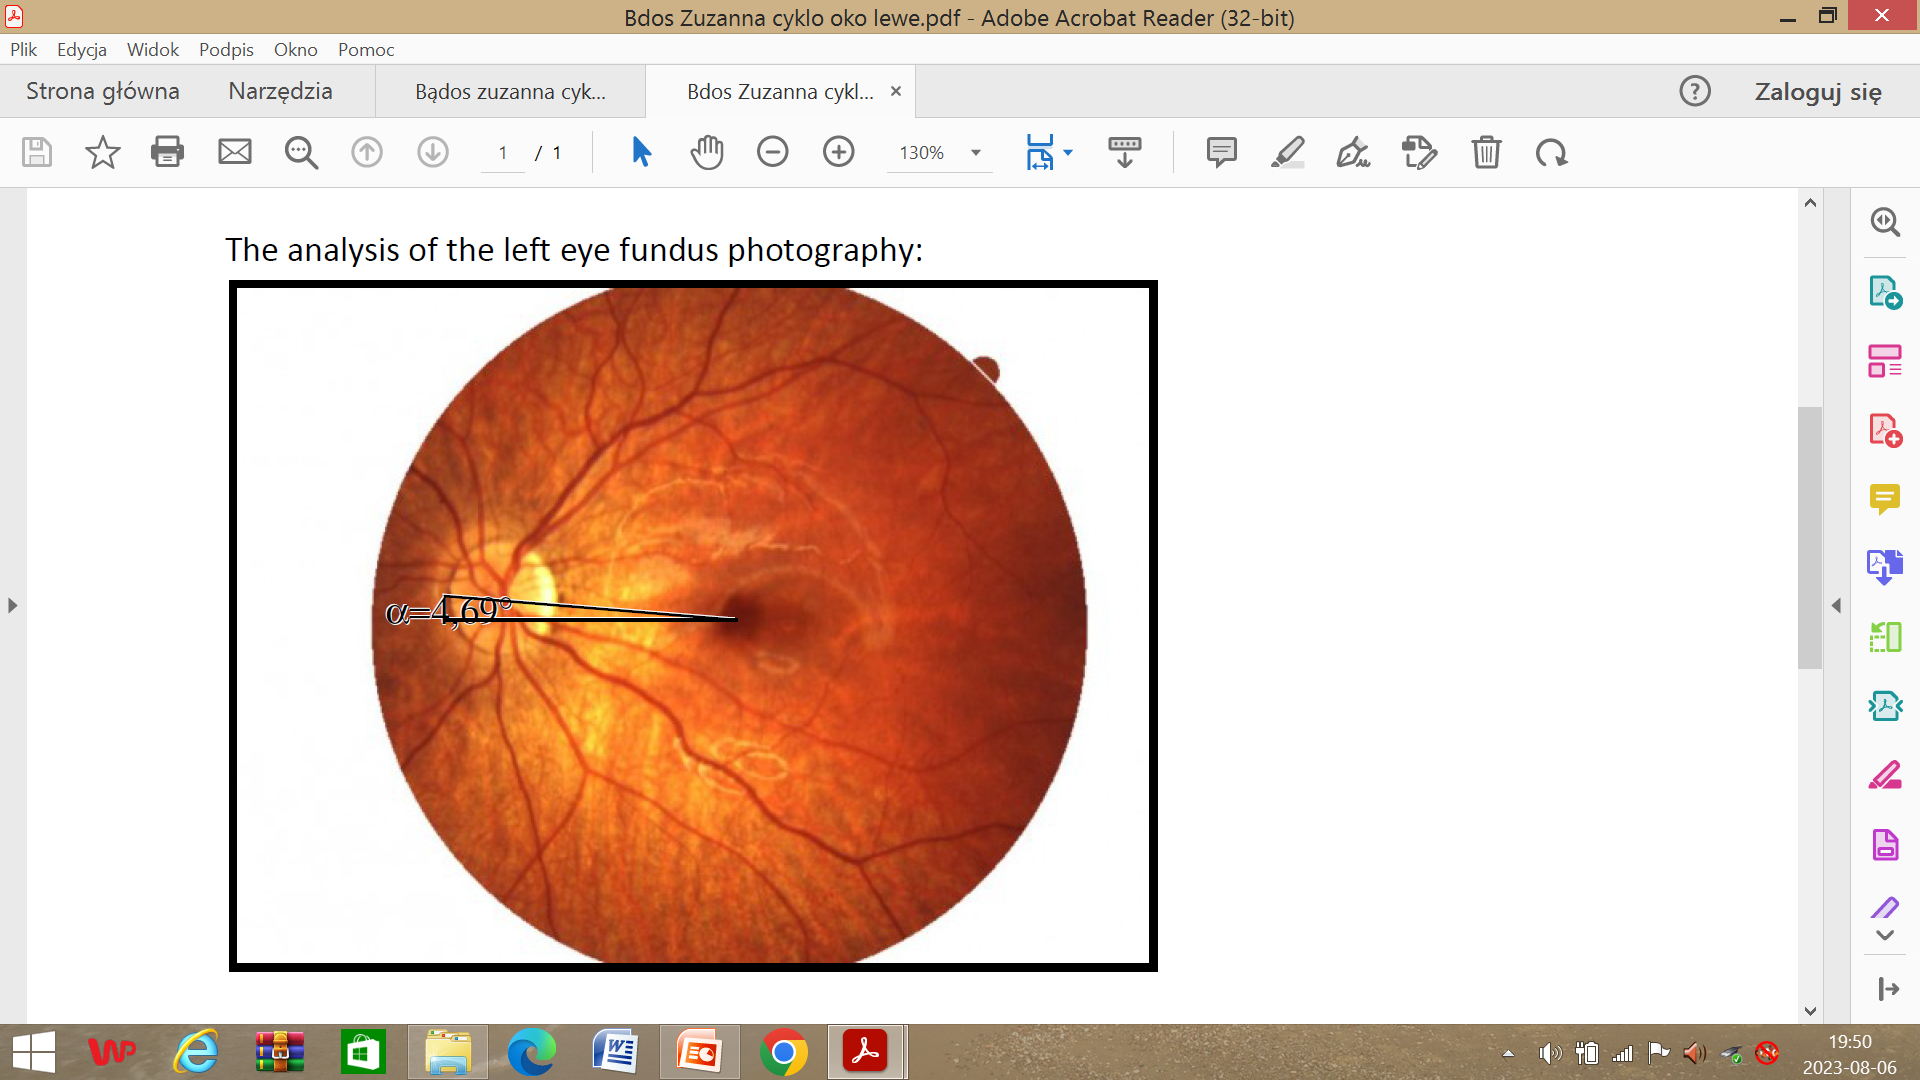 Bdos Zuzanna cyklo oko lewe.pdf - Adobe Acrobat Reader (32-bit)
Plik Edycja Widok Podpis Okno Pomoc
Strona główna Narzędzia Bądos zuzanna cyk... Bdos Zuzanna cykl... Zaloguj się
1 / 1 130%
The analysis of the left eye fundus photography:
α=4,69°
19:50
2023-08-06